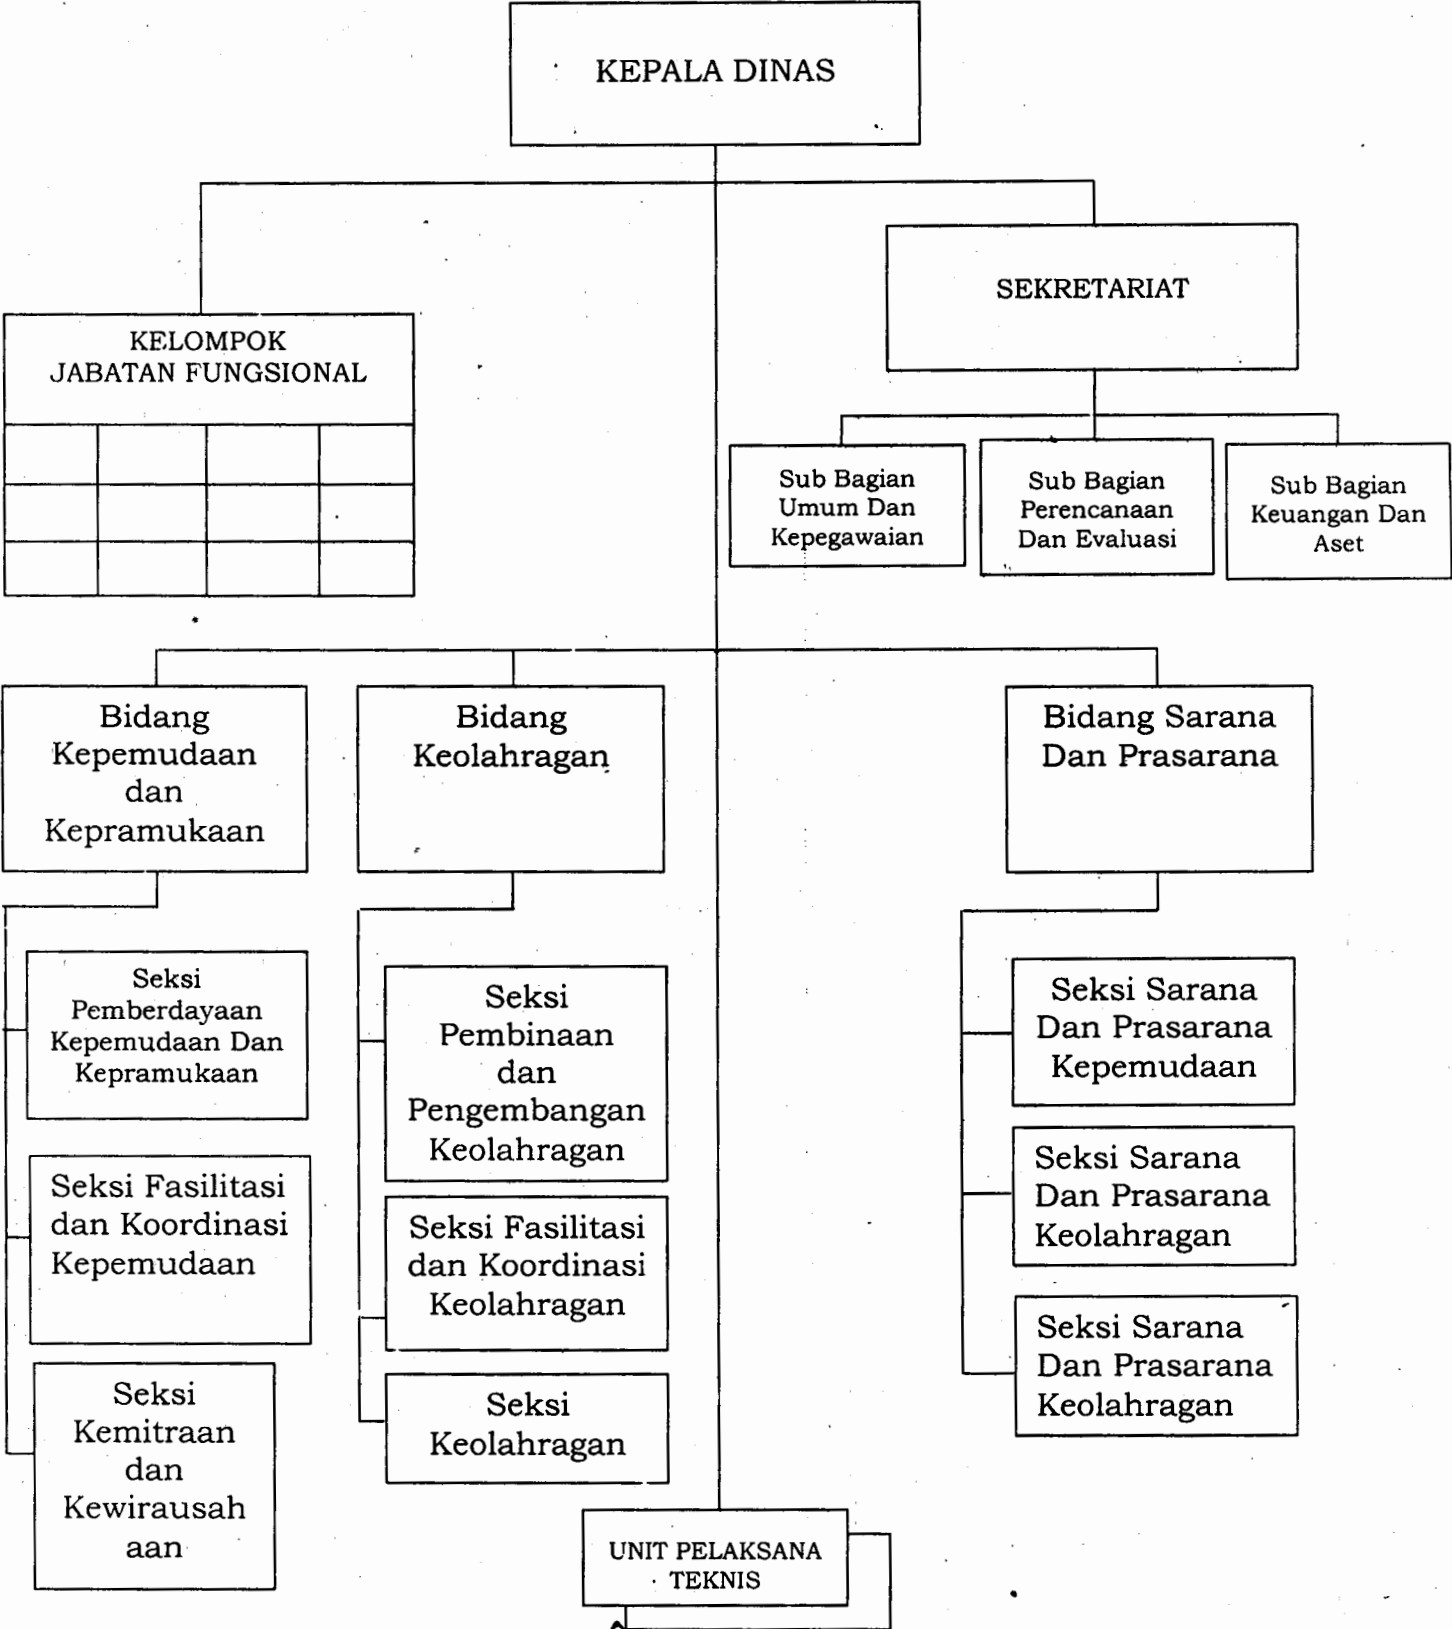 KEPALA DINAS
SEKRETARIAT
KELOMPOK
JABATAN FUNGSIONAL
Sub Bagian
Umum Dan
Kepegawaian
Sub Bagian
Perencanaan
Dan Evaluasi
Sub Bagian
Keuangan Dan
Aset
Bidang
Kepemudaan
dan
Kepramukaan
Bidang
Keolahragan
Bidang Sarana
Dan Prasarana
Seksi
Pemberdayaan
Kepemudaan Dan
Kepramukaan
Seksi Fasilitasi
dan Koordinasi
Kepemudaan
Seksi
Kemitraan
dan
Kewirausah
aan
Seksi
Pembinaan
dan
Pengembangan
Keolahragan
Seksi Fasilitasi
dan Koordinasi
Keolahragan
Seksi
Keolahragan
Seksi Sarana
Dan Prasarana
Kepemudaan
Seksi Sarana
Dan Prasarana
Keolahragan
Seksi Sarana
Dan Prasarana
Keolahragan
UNIT PELAKSANA
TEKNIS